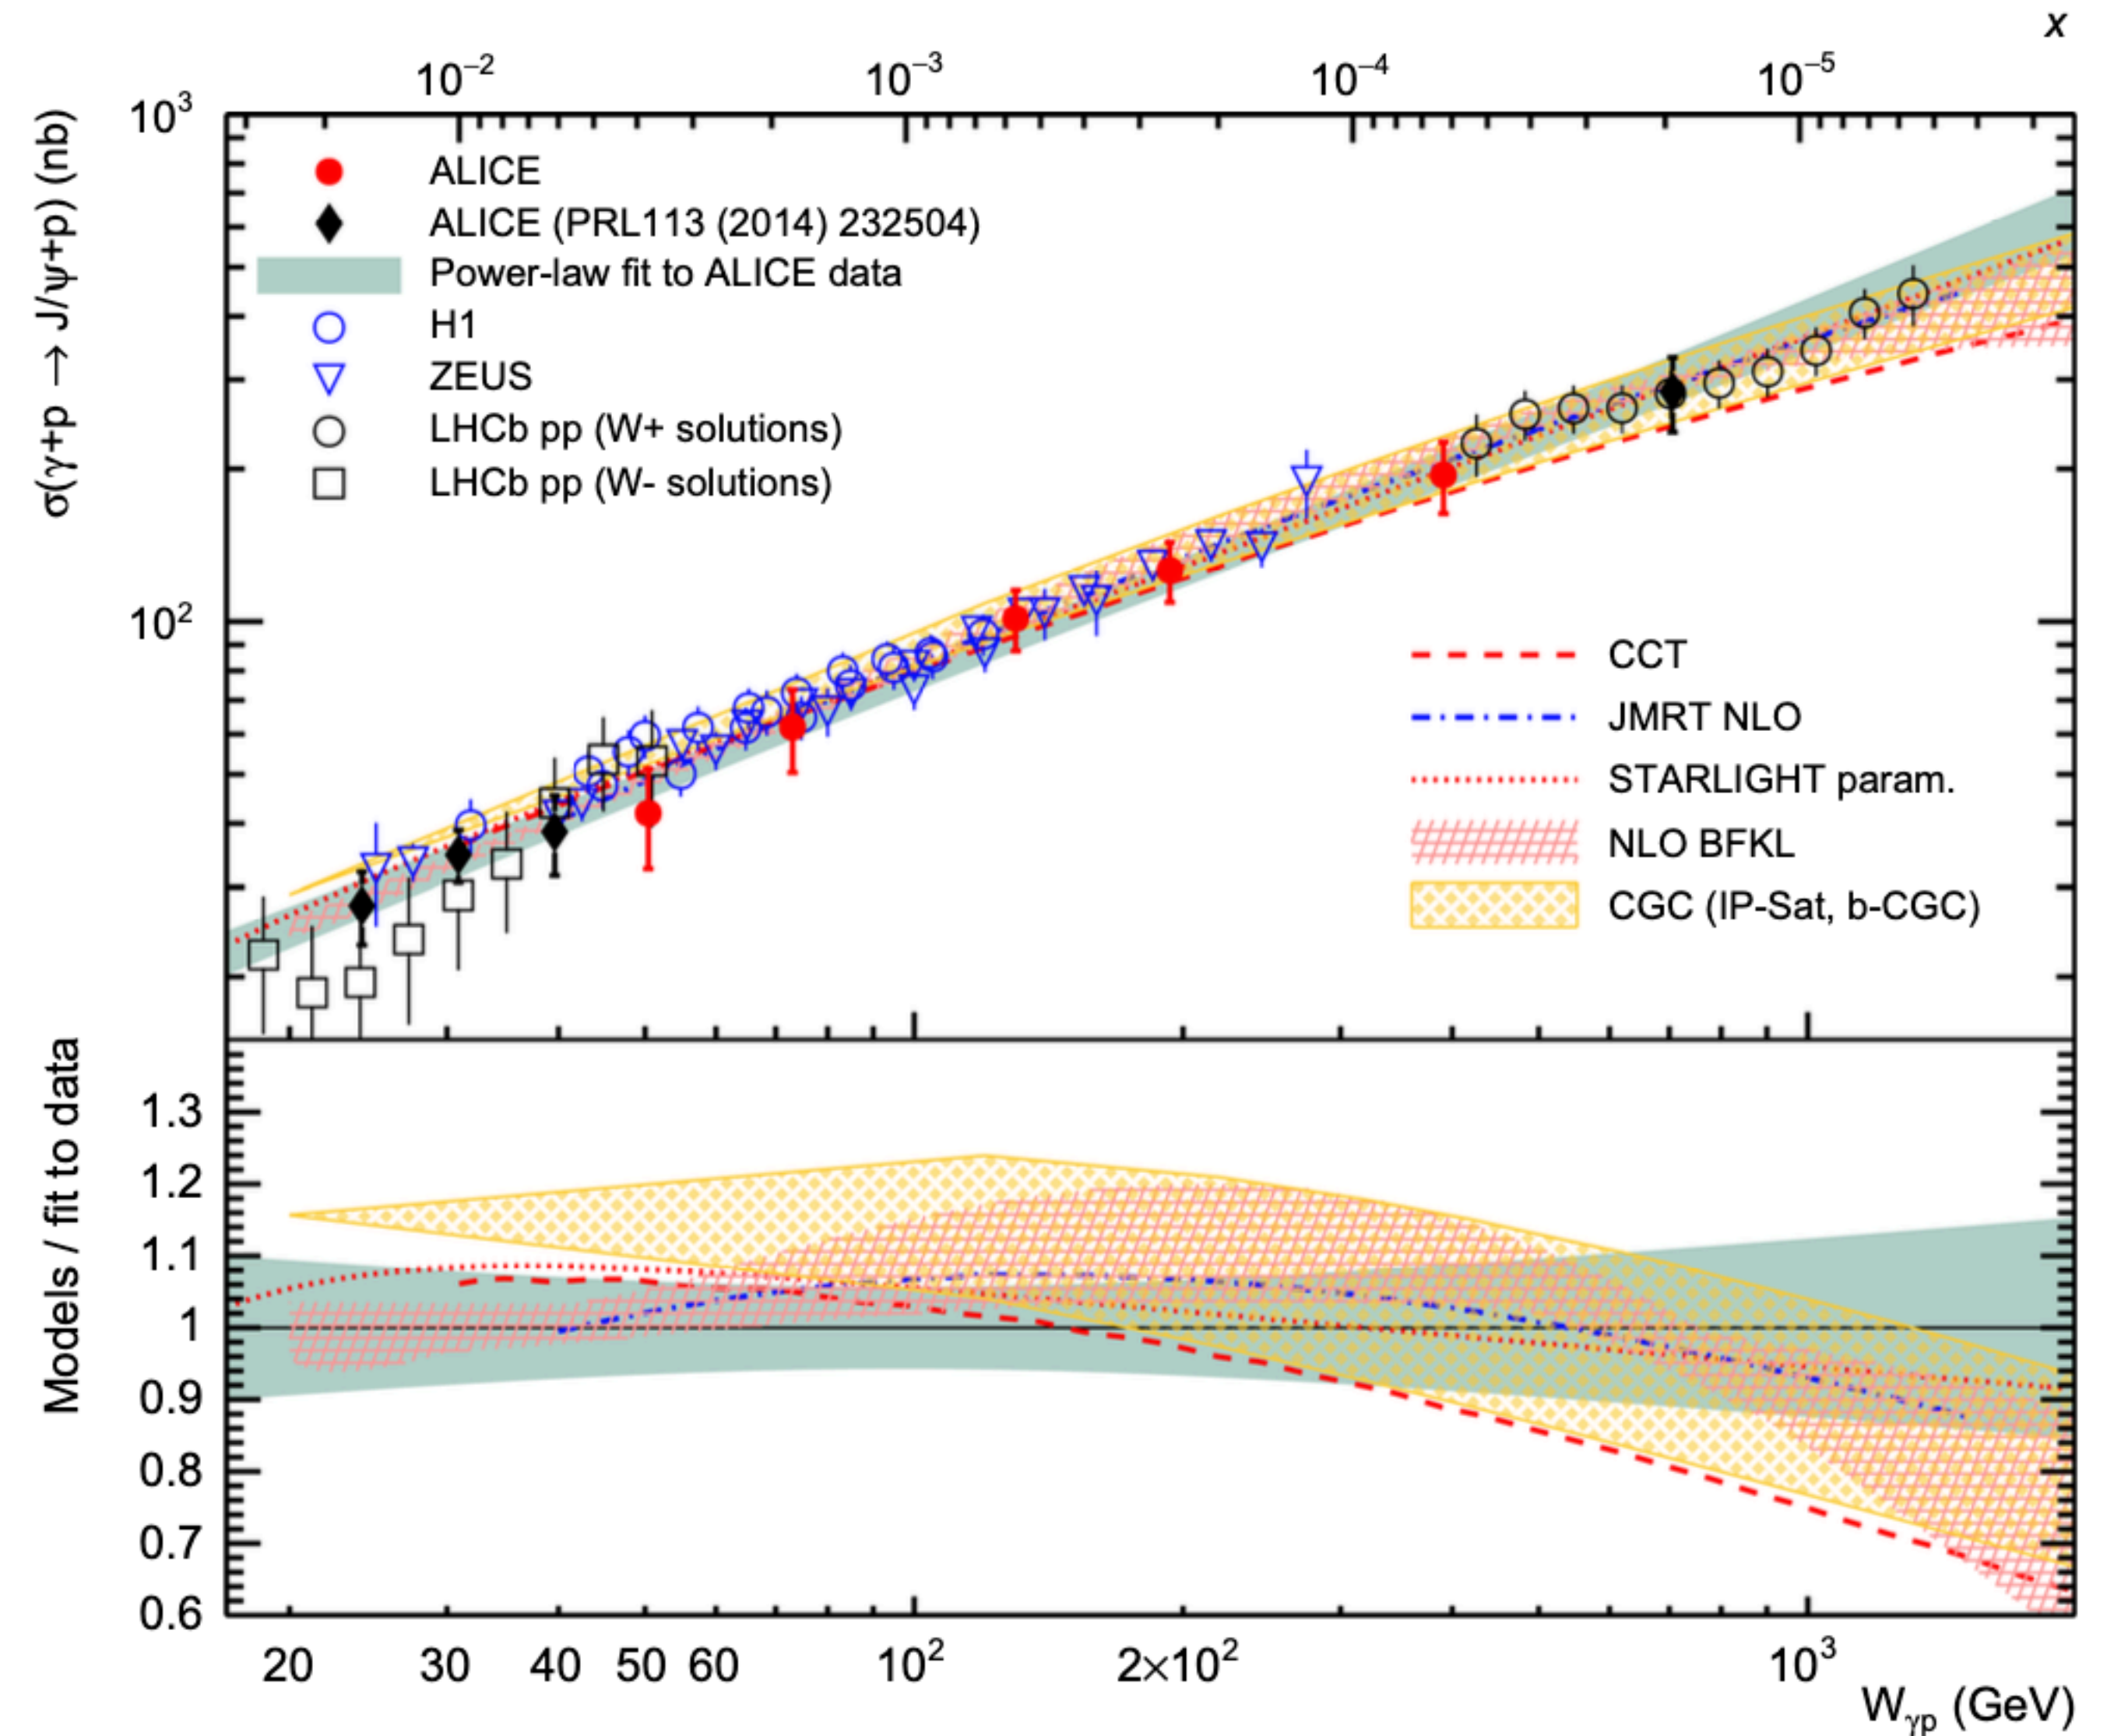 x
10⁻² 10⁻³ 10⁻⁴ 10⁻⁵
σ(γ+p → J/ψ+p) (nb)
10³
10²
ALICE
ALICE (PRL113 (2014) 232504)
Power-law fit to ALICE data
H1
ZEUS
LHCb pp (W+ solutions)
LHCb pp (W- solutions)
CCT
JMRT NLO
STARLIGHT param.
NLO BFKL
CGC (IP-Sat, b-CGC)
Models / fit to data
1.3
1.2
1.1
1
0.9
0.8
0.7
0.6
20 30 40 50 60 10² 2×10² 10³
Wγp (GeV)